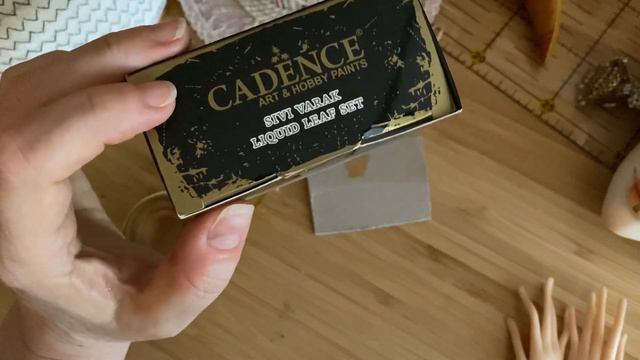 CADENCE®
ART & HOBBY PAINTS
SIVI VARAK
LIQUID LEAF SET